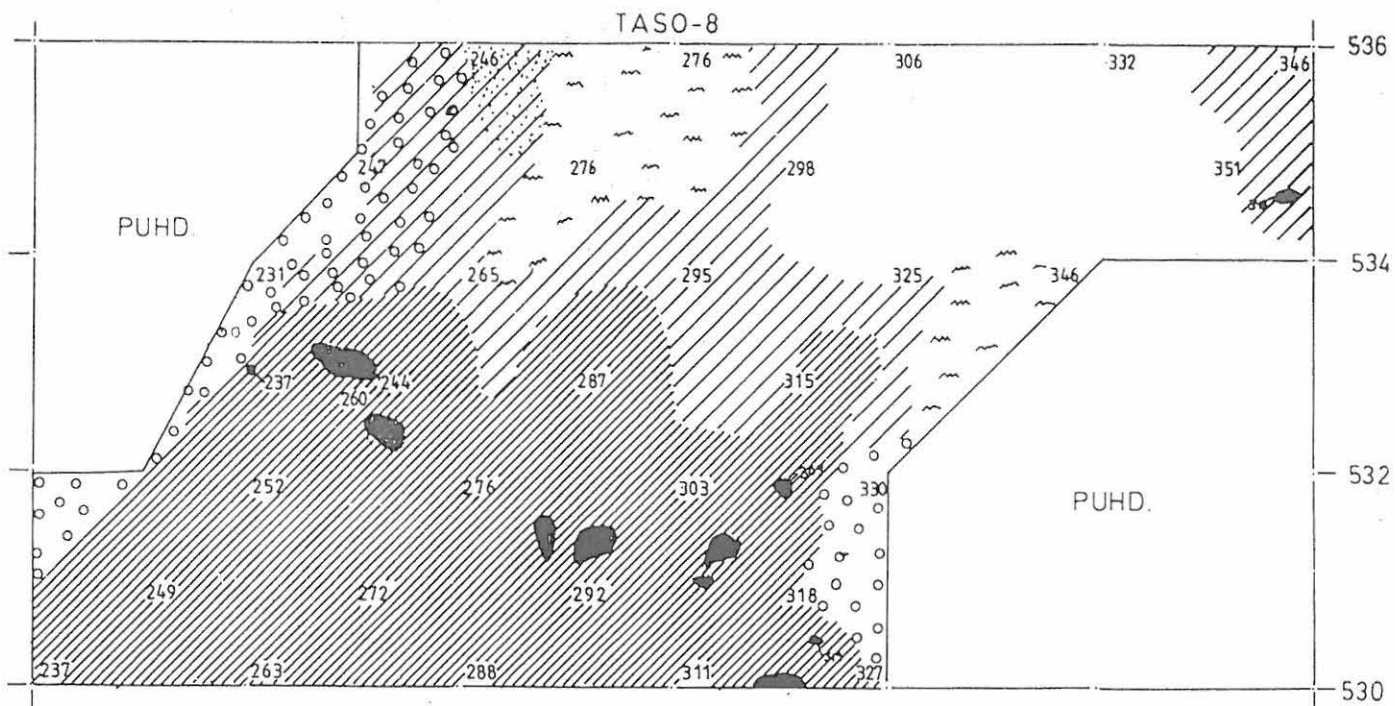 TASO-8
246 276 306 332 346 536
247 276 298 351
PUHD.
231 265 295 325 346 534
237 244 287 315
260
252 276 303 330 532
PUHD.
249 272 292 318
237 263 288 311 327 530